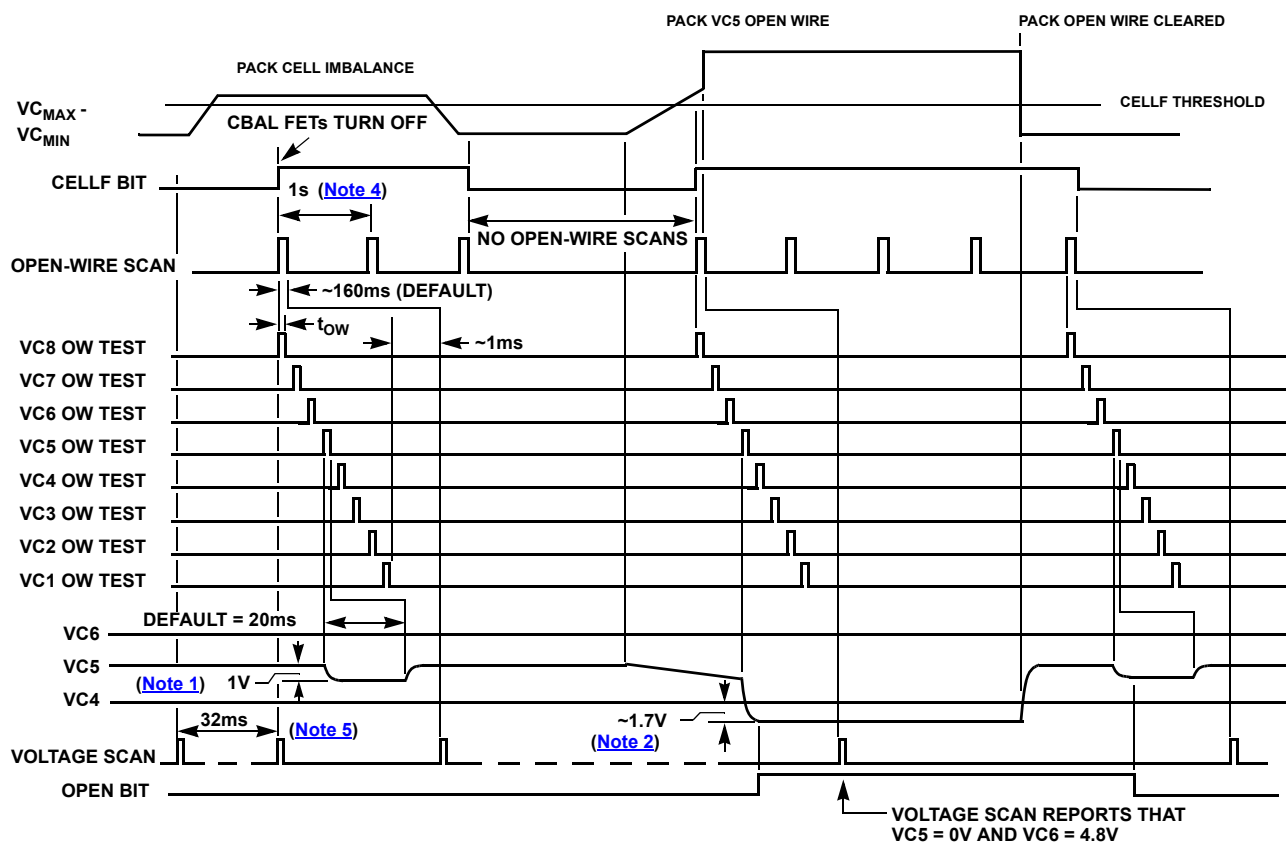 PACK VC5 OPEN WIRE
PACK OPEN WIRE CLEARED
PACK CELL IMBALANCE
VCMAX -
VCMIN
CELLF THRESHOLD
CBAL FETs TURN OFF
CELLF BIT
1s (Note 4)
NO OPEN-WIRE SCANS
OPEN-WIRE SCAN
~160ms (DEFAULT)
tOW
~1ms
VC8 OW TEST
VC7 OW TEST
VC6 OW TEST
VC5 OW TEST
VC4 OW TEST
VC3 OW TEST
VC2 OW TEST
VC1 OW TEST
DEFAULT = 20ms
VC6
VC5
(Note 1) 1V
VC4
32ms
(Note 5)
~1.7V
(Note 2)
VOLTAGE SCAN
OPEN BIT
VOLTAGE SCAN REPORTS THAT
VC5 = 0V AND VC6 = 4.8V